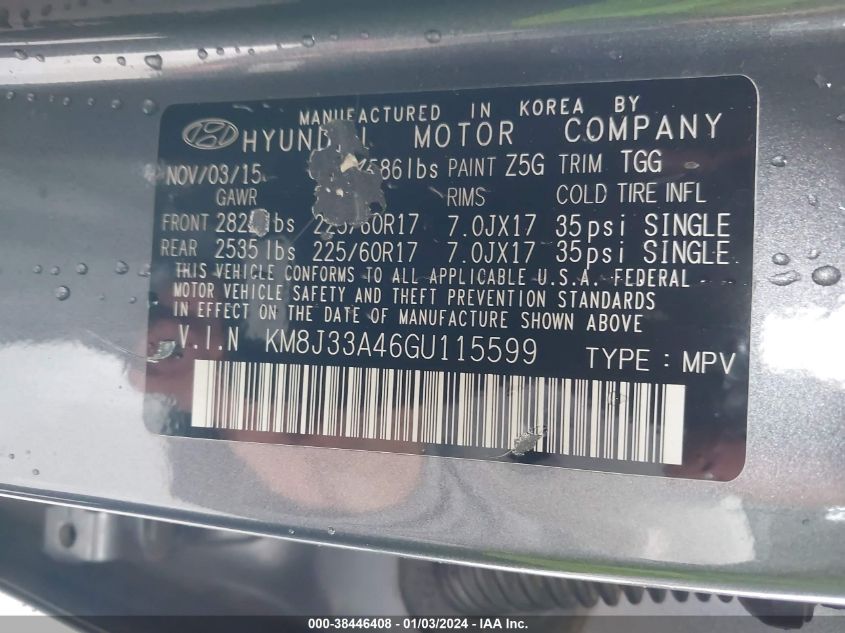 MANUFACTURED IN KOREA BY
HYUNDAI MOTOR COMPANY
NOV/03/15 PAINT Z5G TRIM TGG
GAWR RIMS COLD TIRE INFL
FRONT 7.0JX17 35psi SINGLE
REAR 2535 lbs 225/60R17 7.0JX17 35psi SINGLE
THIS VEHICLE CONFORMS TO ALL APPLICABLE U.S.A. FEDERAL
MOTOR VEHICLE SAFETY AND THEFT PREVENTION STANDARDS
IN EFFECT ON THE DATE OF MANUFACTURE SHOWN ABOVE
V.I.N KM8J33A46GU115599 TYPE : MPV
000-38446408 - 01/03/2024 - IAA Inc.